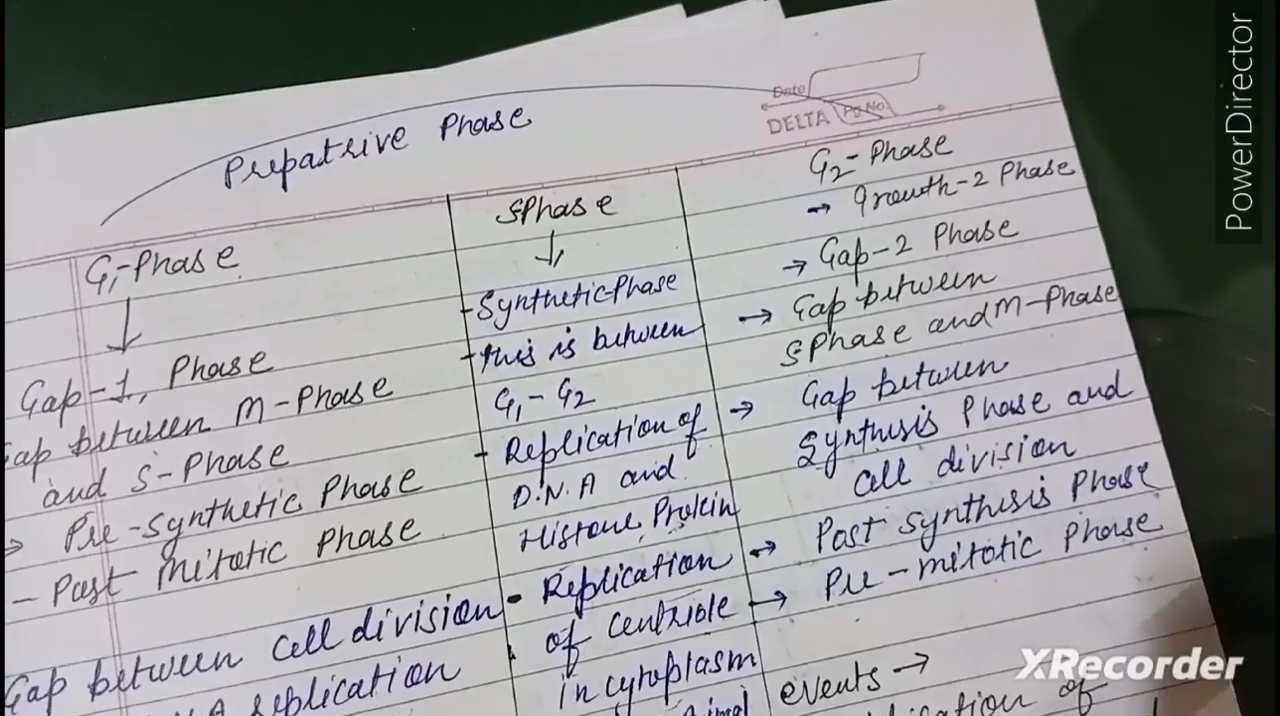 PowerDirector
Date
DELTA Pg No
Prepatrive Phase
G1-Phase
Gap-1, Phase
Gap between M-Phase
and S-Phase
Pre-Synthetic Phase
- Post Mitotic Phase
Gap between cell division
replication
SPhase
- SyntheticPhase
- this is between
G1-G2
- Replication of
D.N.A and
Histone Protein
- Replication
of Centriole
in cytoplasm
G2-Phase
→ Growth-2 Phase
→ Gap-2 Phase
→ Gap between
SPhase and M-Phase
→ Gap between
Synthesis Phase and
cell division
→ Post Synthesis Phase
→ Pre-mitotic Phase
events →
of
XRecorder